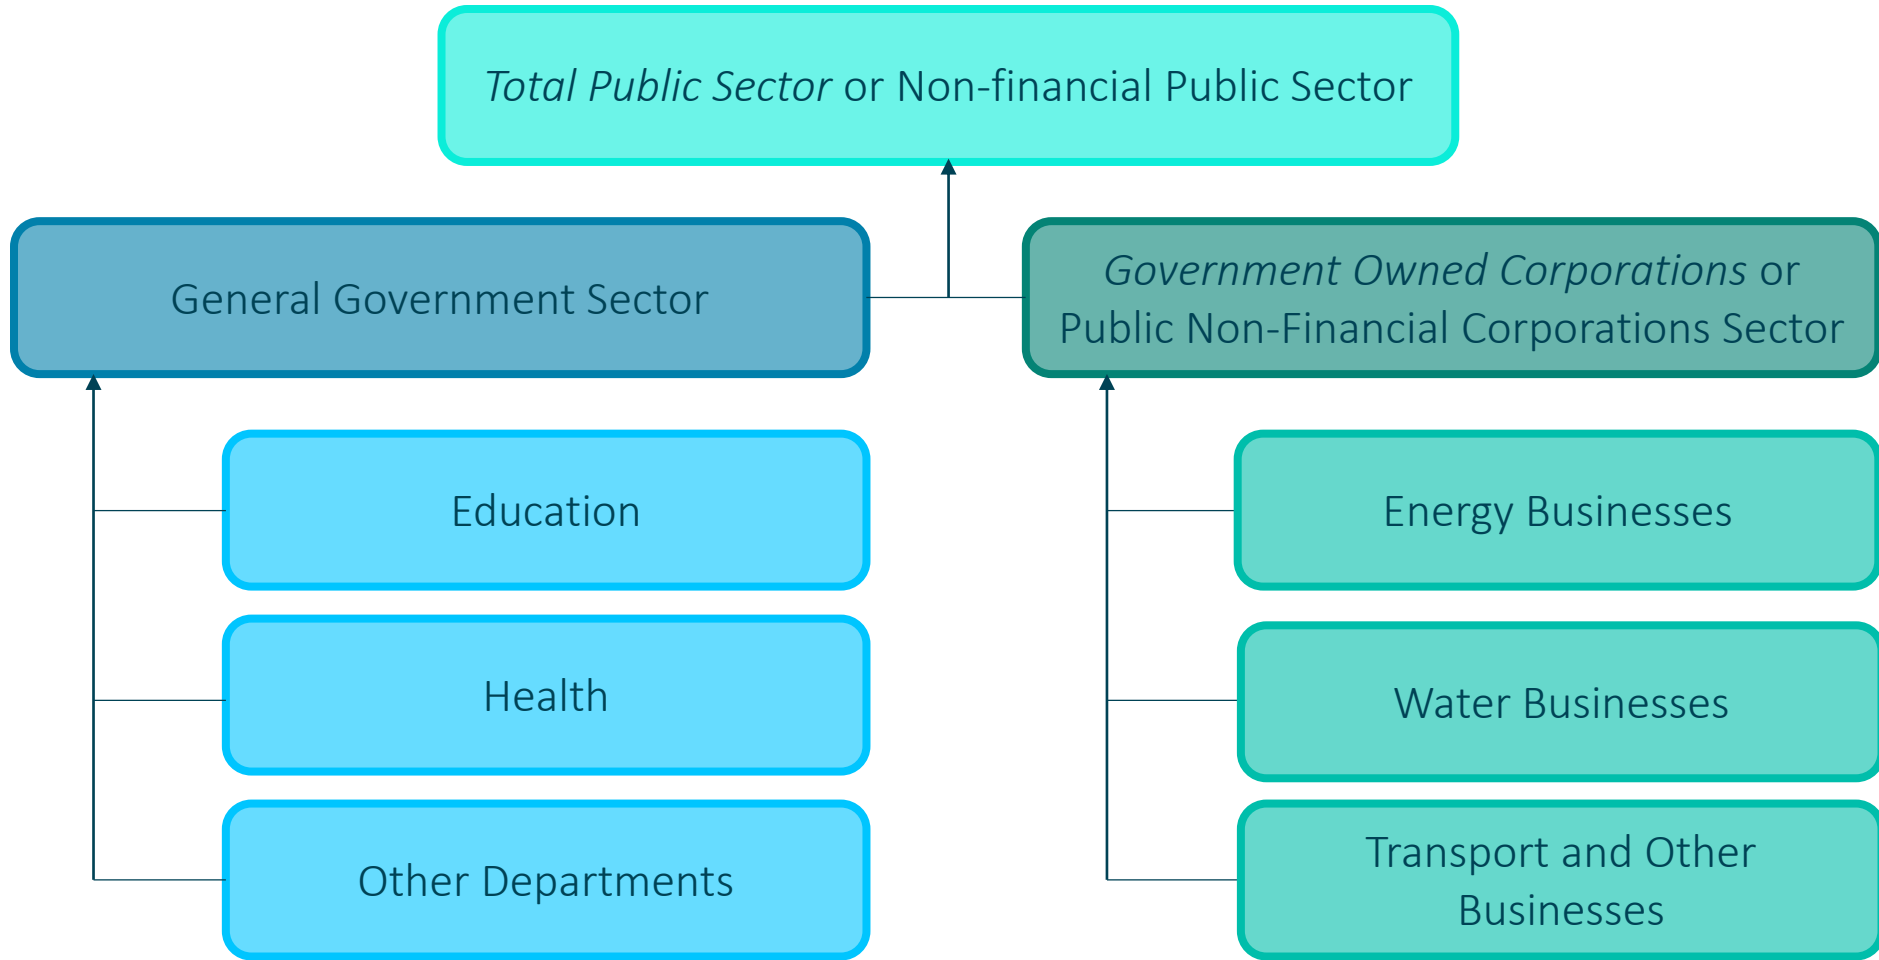 Total Public Sector or Non-financial Public Sector
General Government Sector
Government Owned Corporations or
Public Non-Financial Corporations Sector
Education
Health
Other Departments
Energy Businesses
Water Businesses
Transport and Other
Businesses